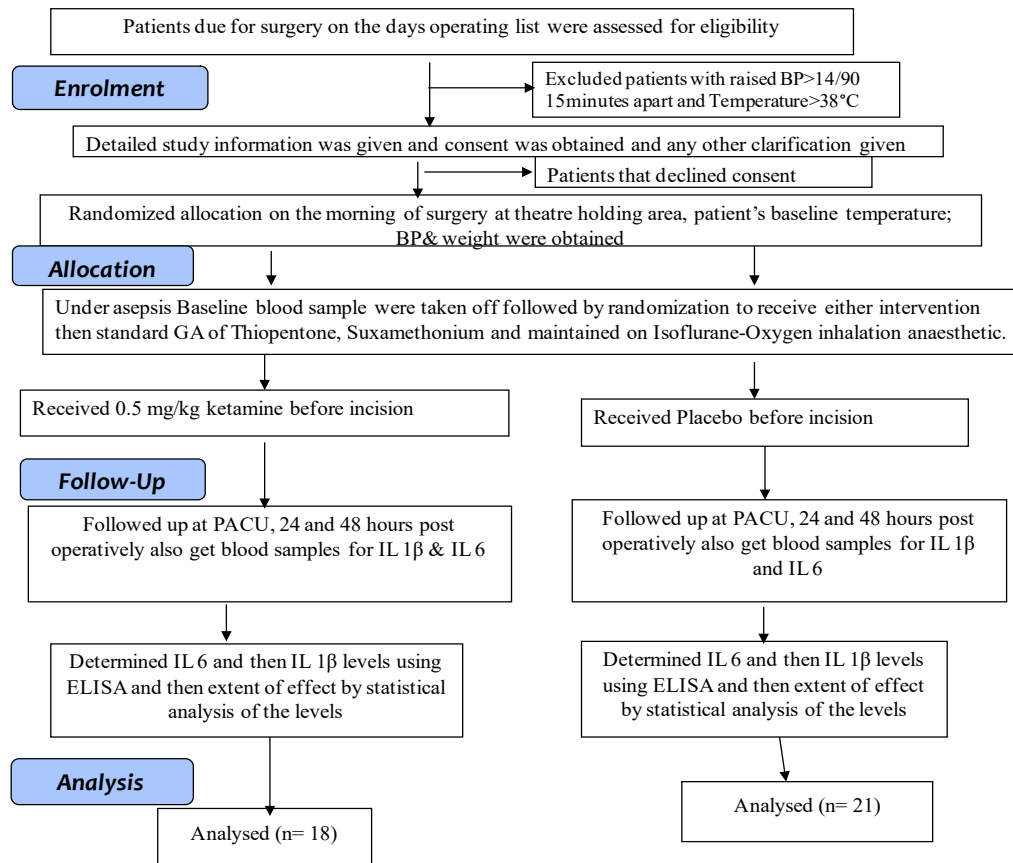 Patients due for surgery on the days operating list were assessed for eligibility
Enrolment
Excluded patients with raised BP>14/90
15minutes apart and Temperature>38°C
Detailed study information was given and consent was obtained and any other clarification given
Patients that declined consent
Randomized allocation on the morning of surgery at theatre holding area, patient's baseline temperature;
BP& weight were obtained
Allocation
Under asepsis Baseline blood sample were taken off followed by randomization to receive either intervention
then standard GA of Thiopentone, Suxamethonium and maintained on Isoflurane-Oxygen inhalation anaesthetic.
Received 0.5 mg/kg ketamine before incision
Received Placebo before incision
Follow-Up
Followed up at PACU, 24 and 48 hours post
operatively also get blood samples for IL 1β & IL 6
Followed up at PACU, 24 and 48 hours post
operatively also get blood samples for IL 1β
and IL 6
Determined IL 6 and then IL 1β levels using
ELISA and then extent of effect by statistical
analysis of the levels
Determined IL 6 and then IL 1β levels
using ELISA and then extent of effect
by statistical analysis of the levels
Analysis
Analysed (n= 18)
Analysed (n= 21)